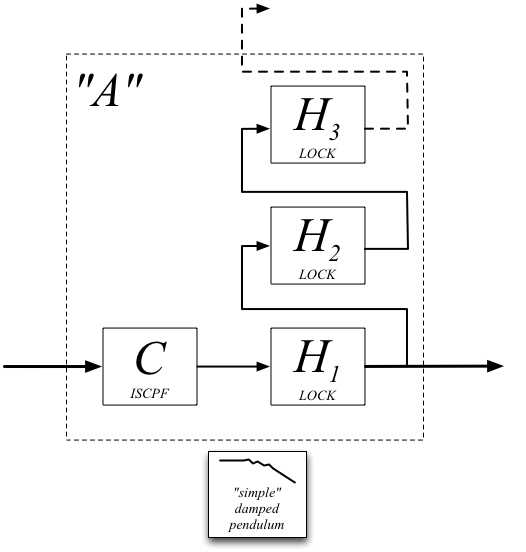 "A"
H3
LOCK
H2
LOCK
C
ISCPF
H1
LOCK
"simple"
damped
pendulum